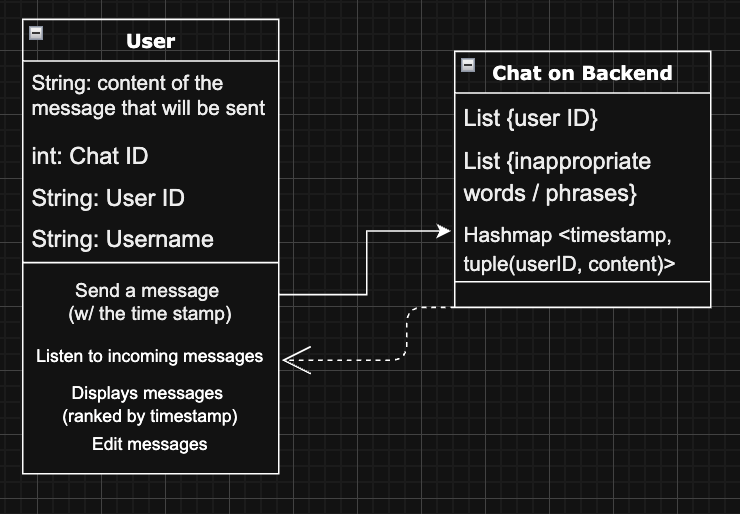 User
String: content of the
message that will be sent
int: Chat ID
String: User ID
String: Username
Send a message
(w/ the time stamp)
Listen to incoming messages
Displays messages
(ranked by timestamp)
Edit messages
Chat on Backend
List {user ID}
List {inappropriate
words / phrases}
Hashmap <timestamp,
tuple(userID, content)>